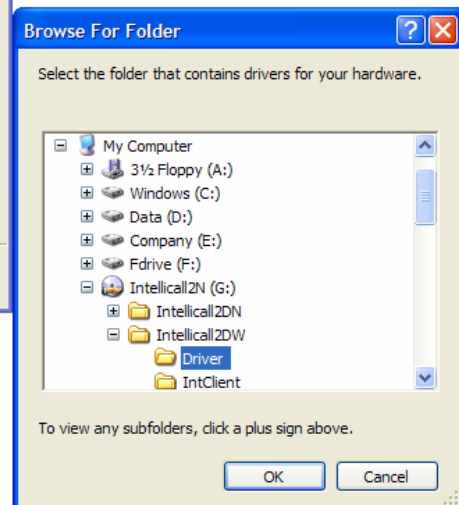 Browse For Folder
Select the folder that contains drivers for your hardware.
My Computer
3½ Floppy (A:)
Windows (C:)
Data (D:)
Company (E:)
Fdrive (F:)
Intellicall2N (G:)
Intellicall2DN
Intellicall2DW
Driver
IntClient
To view any subfolders, click a plus sign above.
OK Cancel